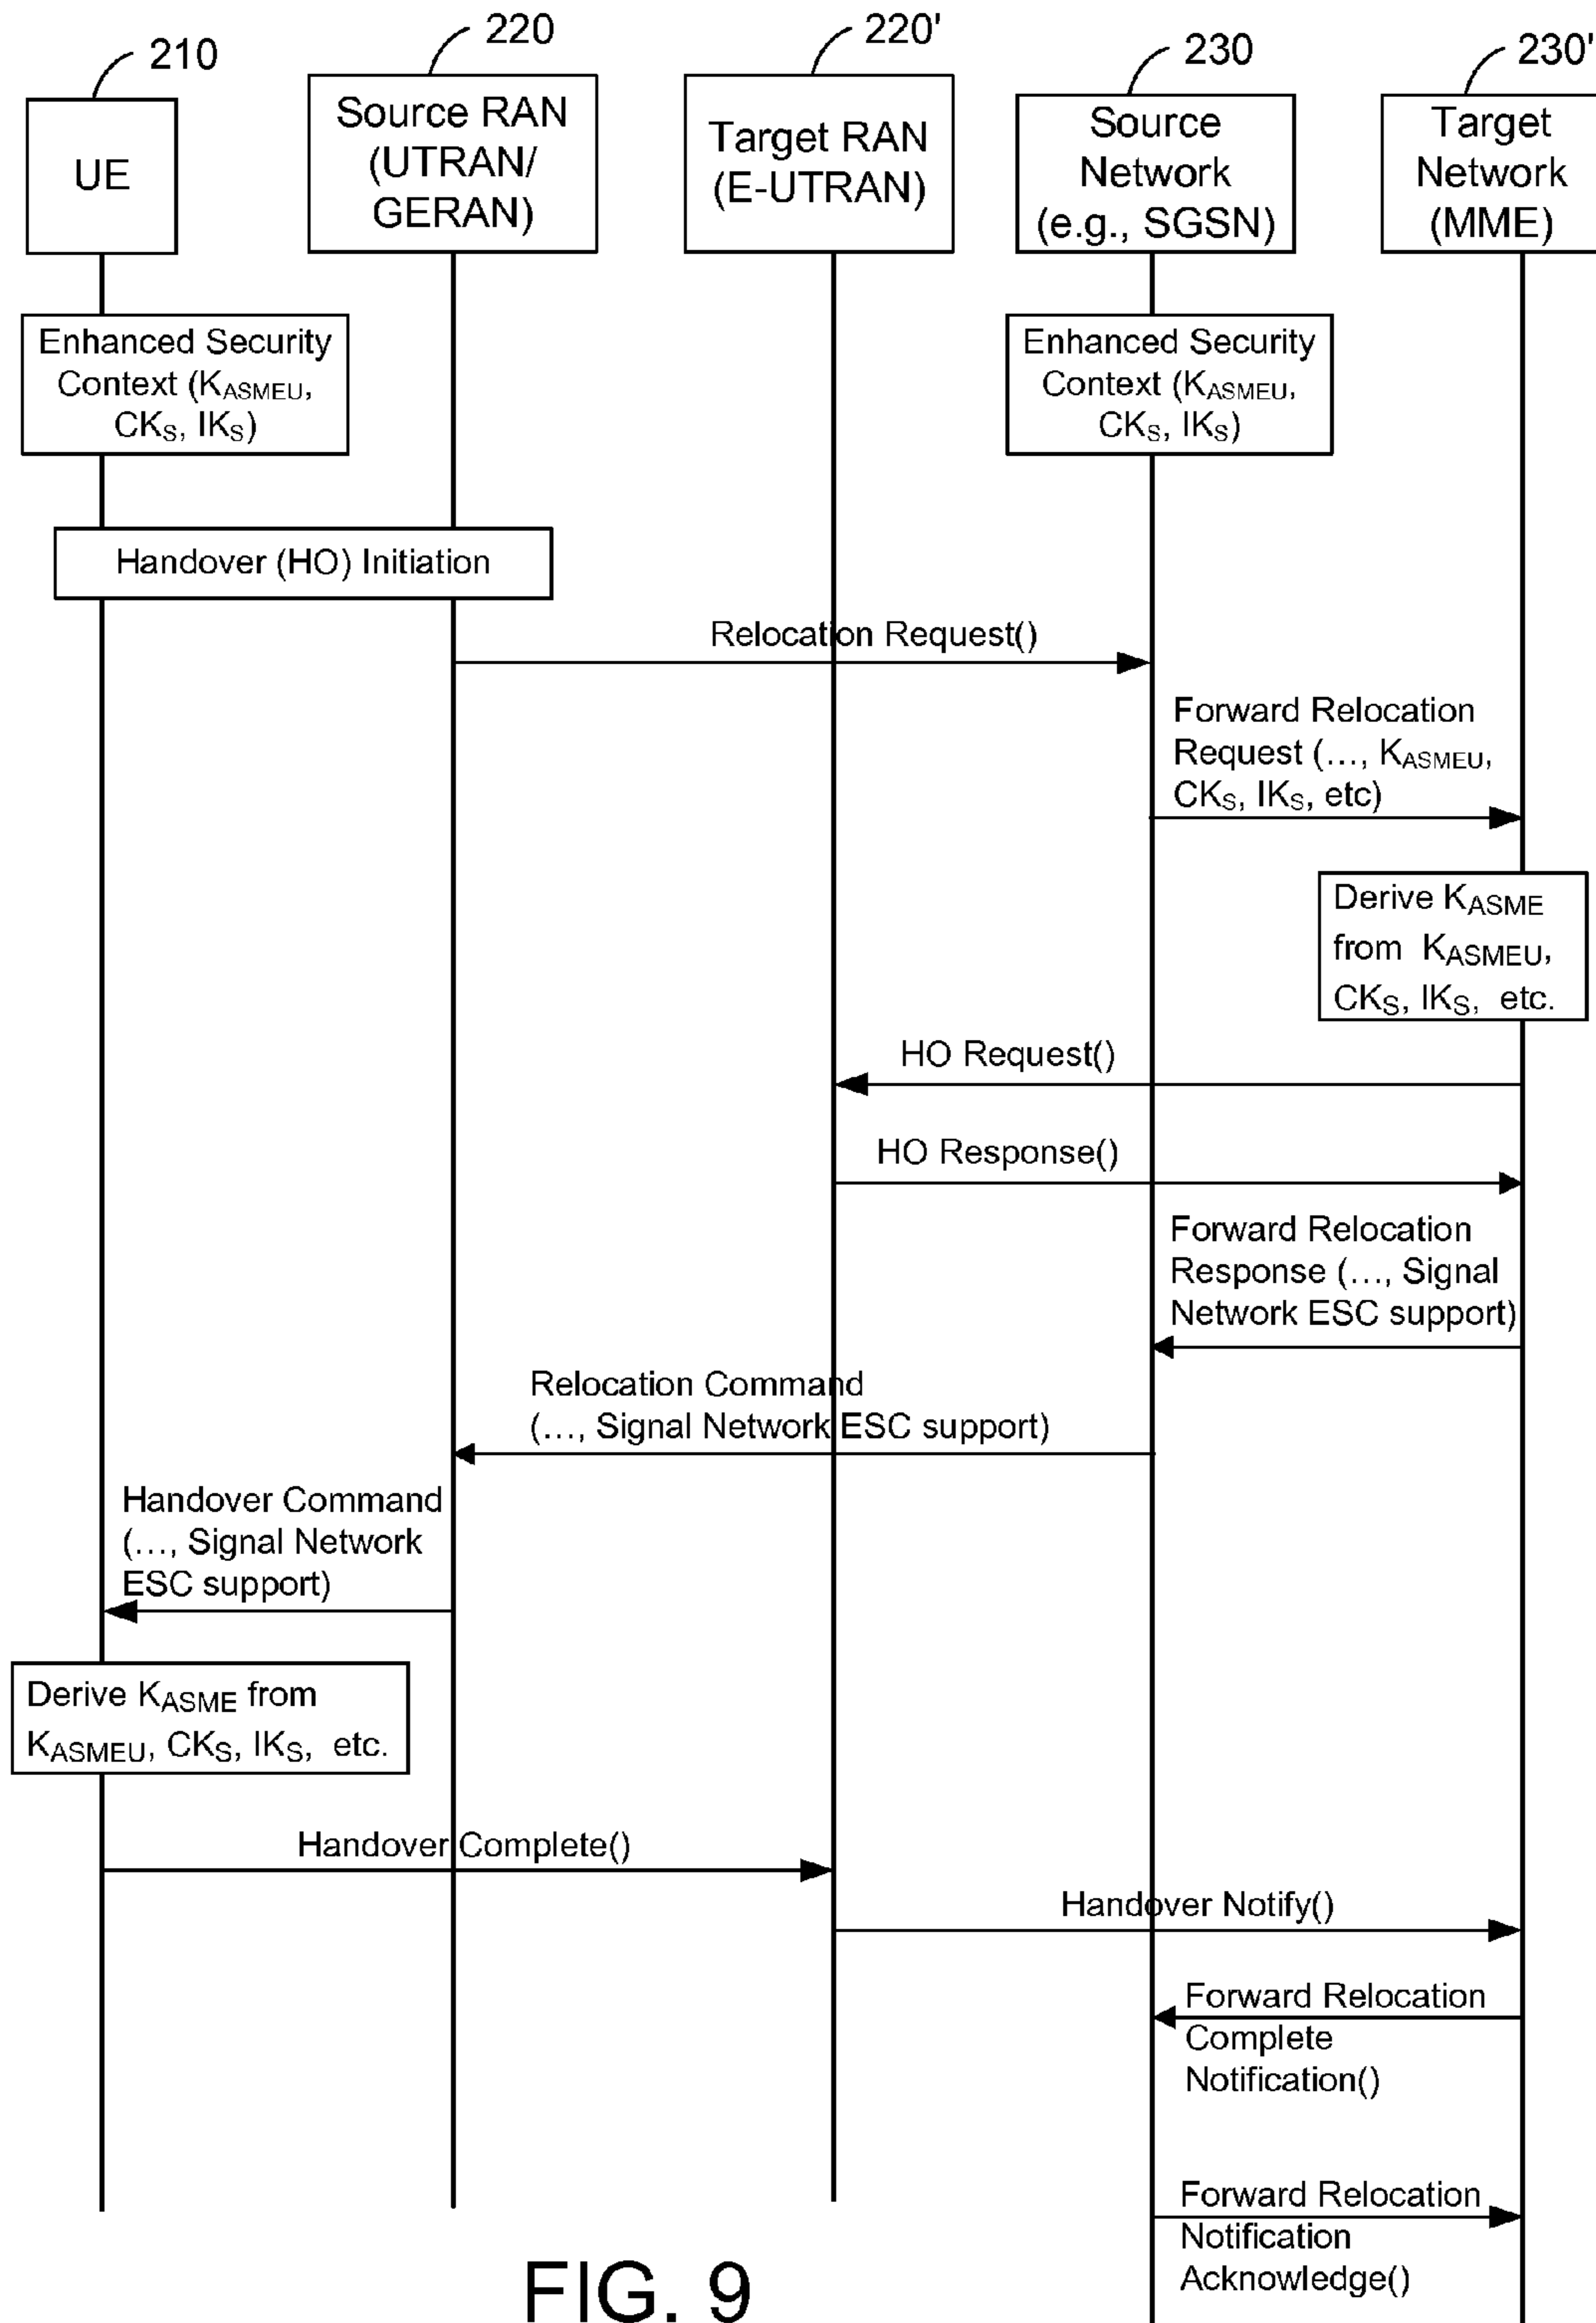 210
220
220'
230
230'
UE
Source RAN
(UTRAN/
GERAN)
Target RAN
(E-UTRAN)
Source
Network
(e.g., SGSN)
Target
Network
(MME)
Enhanced Security
Context (KASMEU,
CKS, IKS)
Enhanced Security
Context (KASMEU,
CKS, IKS)
Handover (HO) Initiation
Relocation Request()
Forward Relocation
Request (..., KASMEU,
CKS, IKS, etc)
Derive KASME
from KASMEU,
CKS, IKS, etc.
HO Request()
HO Response()
Forward Relocation
Response (..., Signal
Network ESC support)
Relocation Command
(..., Signal Network ESC support)
Handover Command
(..., Signal Network
ESC support)
Derive KASME from
KASMEU, CKS, IKS, etc.
Handover Complete()
Handover Notify()
Forward Relocation
Complete
Notification()
Forward Relocation
Notification
Acknowledge()
FIG. 9